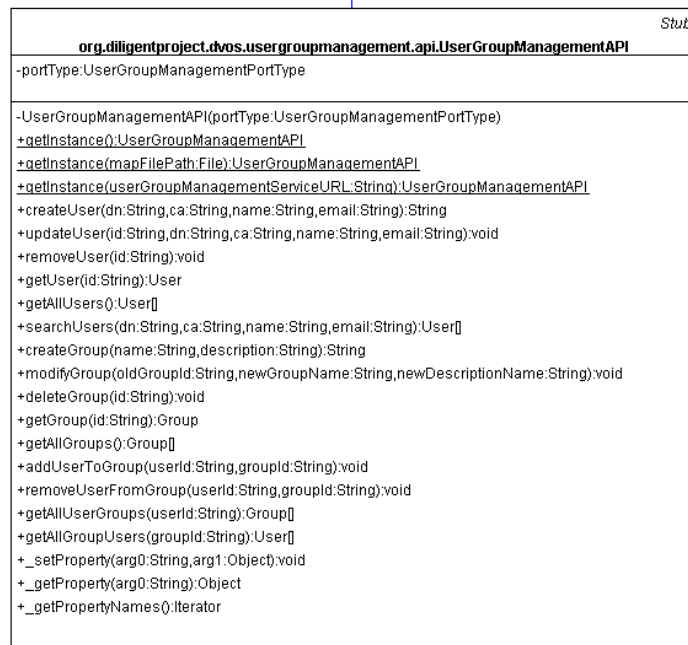 Stub
org.diligentproject.dvos.usergroupmanagement.api.UserGroupManagementAPI
-portType:UserGroupManagementPortType
-UserGroupManagementAPI(portType:UserGroupManagementPortType)
+getInstance():UserGroupManagementAPI
+getInstance(mapFilePath:File):UserGroupManagementAPI
+getInstance(userGroupManagementServiceURL:String):UserGroupManagementAPI
+createUser(dn:String,ca:String,name:String,email:String):String
+updateUser(id:String,dn:String,ca:String,name:String,email:String):void
+removeUser(id:String):void
+getUser(id:String):User
+getAllUsers():User[]
+searchUsers(dn:String,ca:String,name:String,email:String):User[]
+createGroup(name:String,description:String):String
+modifyGroup(oldGroupId:String,newGroupName:String,newDescriptionName:String):void
+deleteGroup(id:String):void
+getGroup(id:String):Group
+getAllGroups():Group[]
+addUserToGroup(userId:String,groupId:String):void
+removeUserFromGroup(userId:String,groupId:String):void
+getAllUserGroups(userId:String):Group[]
+getAllGroupUsers(groupId:String):User[]
+_setProperty(arg0:String,arg1:Object):void
+_getProperty(arg0:String):Object
+_getPropertyNames():Iterator